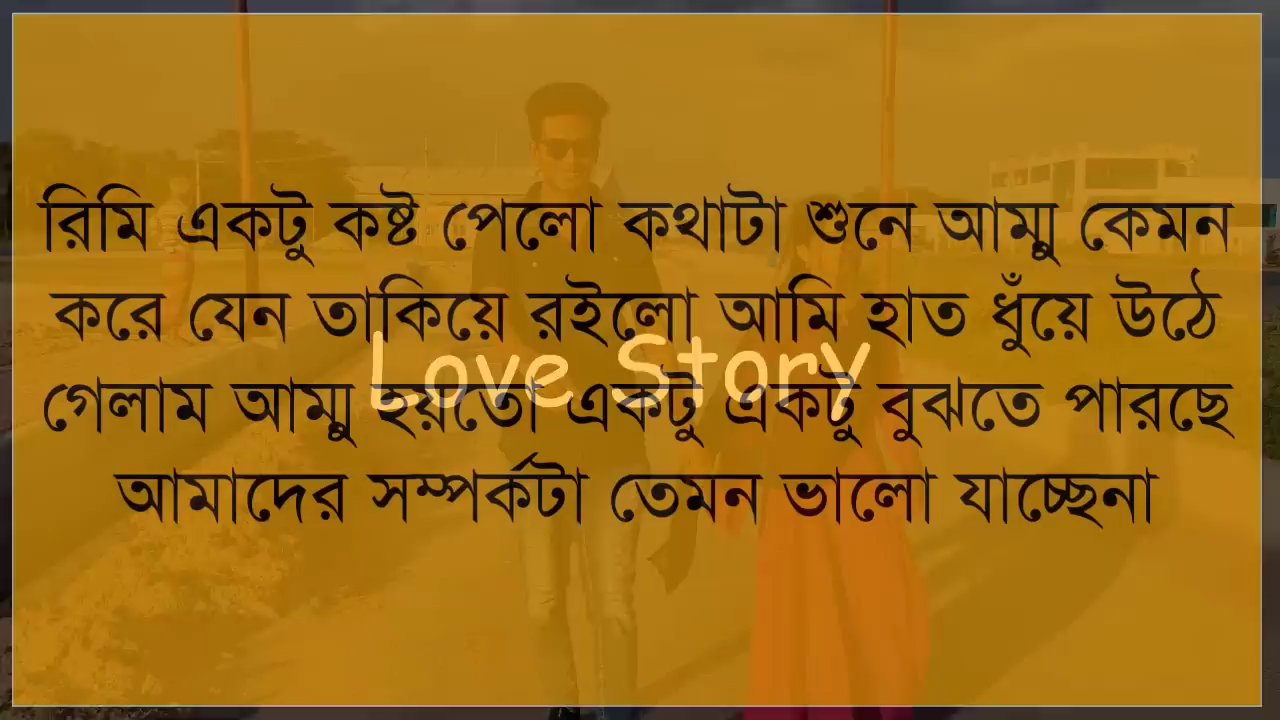 রিমি একটু কষ্ট পেলো কথাটা শুনে আম্মু কেমন
করে যেন তাকিয়ে রইলো আমি হাত ধুঁয়ে উঠে
Love Story
গেলাম আম্মু হয়তো একটু একটু বুঝতে পারছে
আমাদের সম্পর্কটা তেমন ভালো যাচ্ছেনা